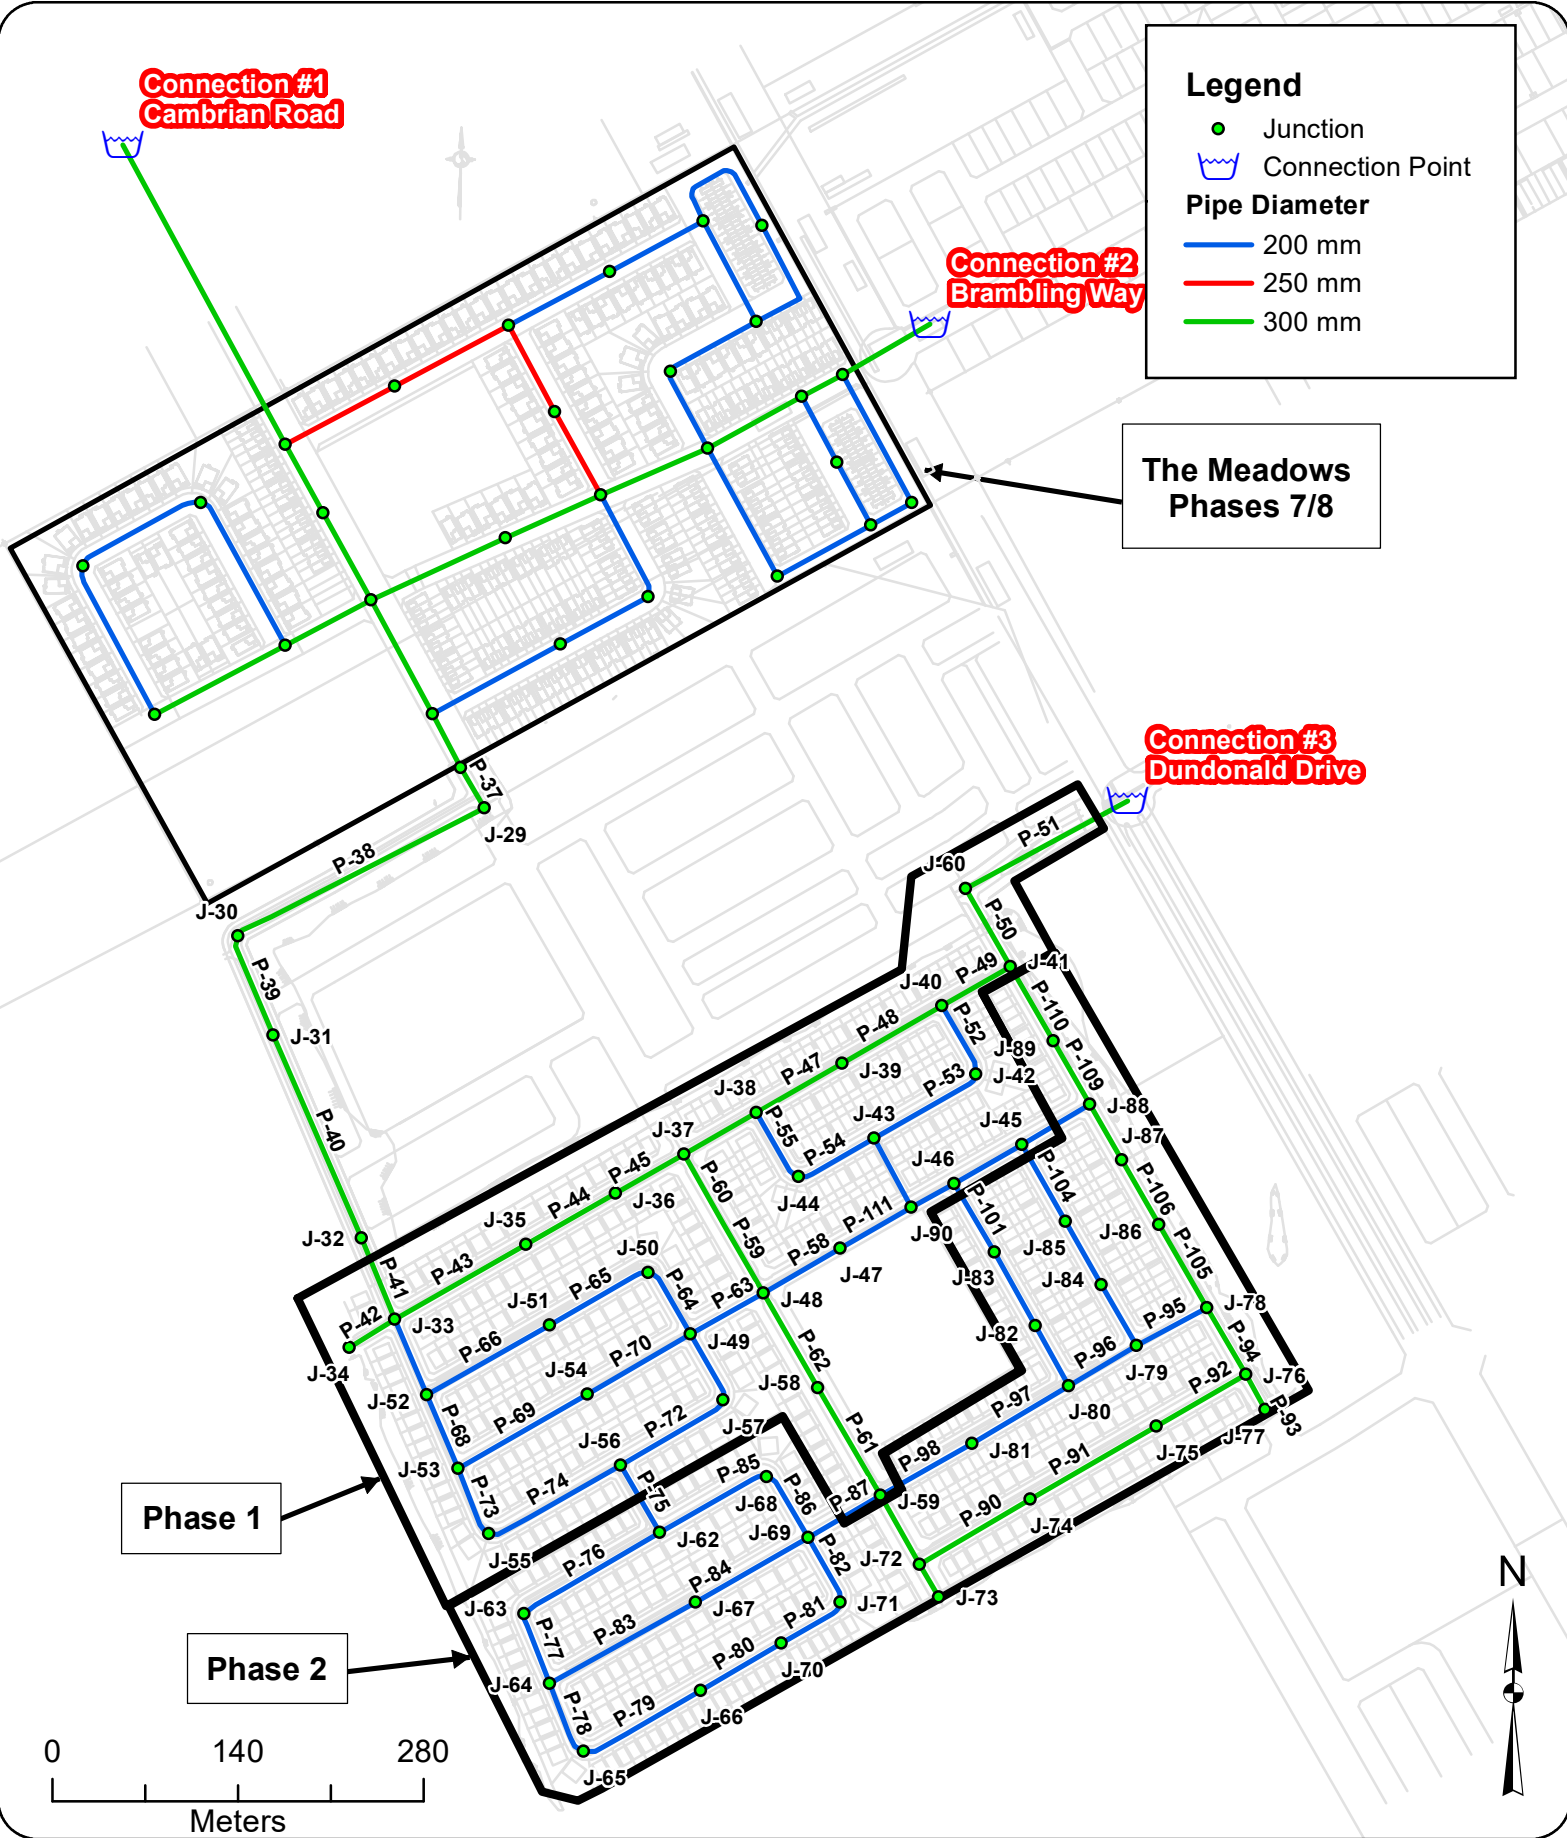 Connection #1
Cambrian Road
Legend
Junction
Connection Point
Pipe Diameter
200 mm
250 mm
300 mm
Connection #2
Brambling Way
The Meadows
Phases 7/8
Connection #3
Dundonald Drive
P-37
J-29
P-38
J-30
P-39
J-31
P-40
J-32
P-41
P-42
J-33
J-34
P-43
J-35
P-44
J-36
P-45
J-37
J-38
P-47
J-39
P-48
J-40
P-49
J-41
P-50
J-60
P-51
P-52
J-42
P-53
J-43
P-54
J-44
P-55
P-110
J-89
P-109
J-88
J-45
J-46
J-87
P-106
J-86
P-105
P-104
J-85
J-84
P-101
J-83
J-82
J-90
P-111
J-47
P-58
P-59
P-60
J-48
P-63
J-49
P-64
J-50
P-65
J-51
P-66
J-52
P-68
P-70
J-54
P-69
J-53
P-73
P-72
J-57
J-56
P-74
J-55
P-75
P-62
J-58
P-61
J-59
P-87
P-98
J-81
P-97
J-80
P-96
J-79
P-95
J-78
P-94
J-76
P-93
J-77
P-92
J-75
P-91
J-74
P-90
J-72
J-73
P-85
J-68
P-86
J-69
J-62
P-76
J-63
P-77
P-84
J-67
P-83
J-64
P-78
P-82
J-71
P-81
J-70
P-80
J-66
P-79
J-65
Phase 1
Phase 2
N
0 140 280
Meters